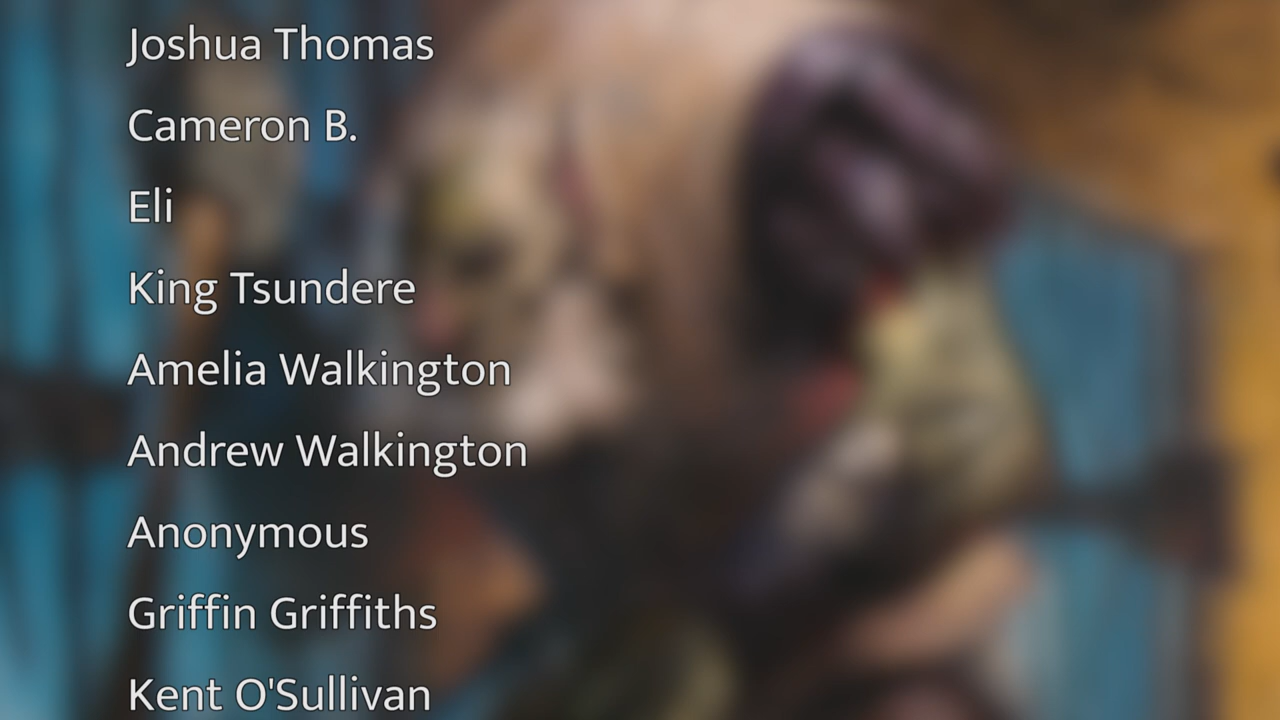 Joshua Thomas
Cameron B.
Eli
King Tsundere
Amelia Walkington
Andrew Walkington
Anonymous
Griffin Griffiths
Kent O'Sullivan